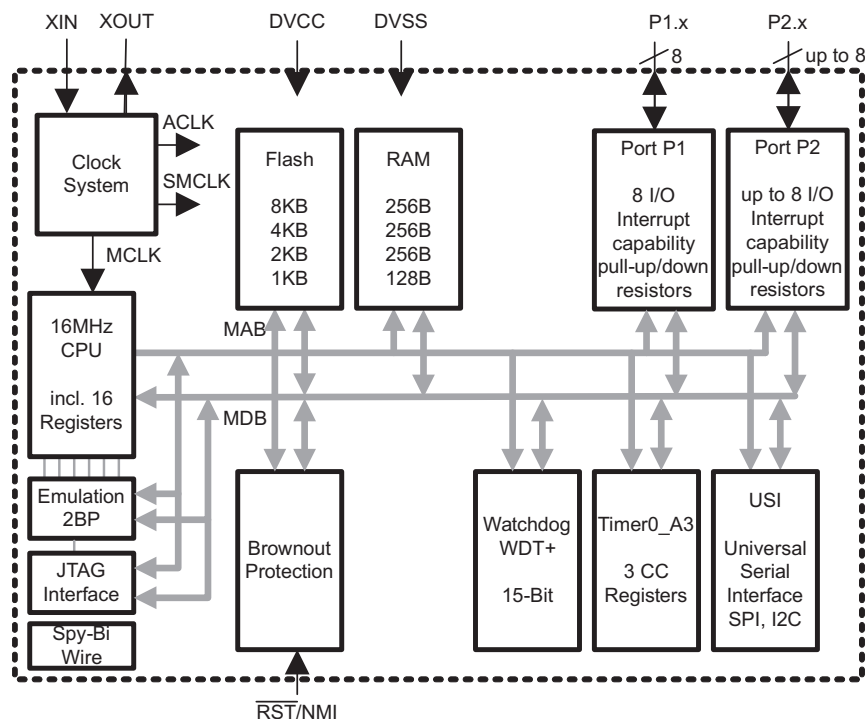 XIN
XOUT
DVCC
DVSS
P1.x
P2.x
8
up to 8
ACLK
SMCLK
MCLK
Clock
System
Flash
8KB
4KB
2KB
1KB
RAM
256B
256B
256B
128B
Port P1
8 I/O
Interrupt
capability
pull-up/down
resistors
Port P2
up to 8 I/O
Interrupt
capability
pull-up/down
resistors
16MHz
CPU
incl. 16
Registers
MAB
MDB
Emulation
2BP
JTAG
Interface
Spy-Bi
Wire
Brownout
Protection
Watchdog
WDT+
15-Bit
Timer0_A3
3 CC
Registers
USI
Universal
Serial
Interface
SPI, I2C
RST/NMI